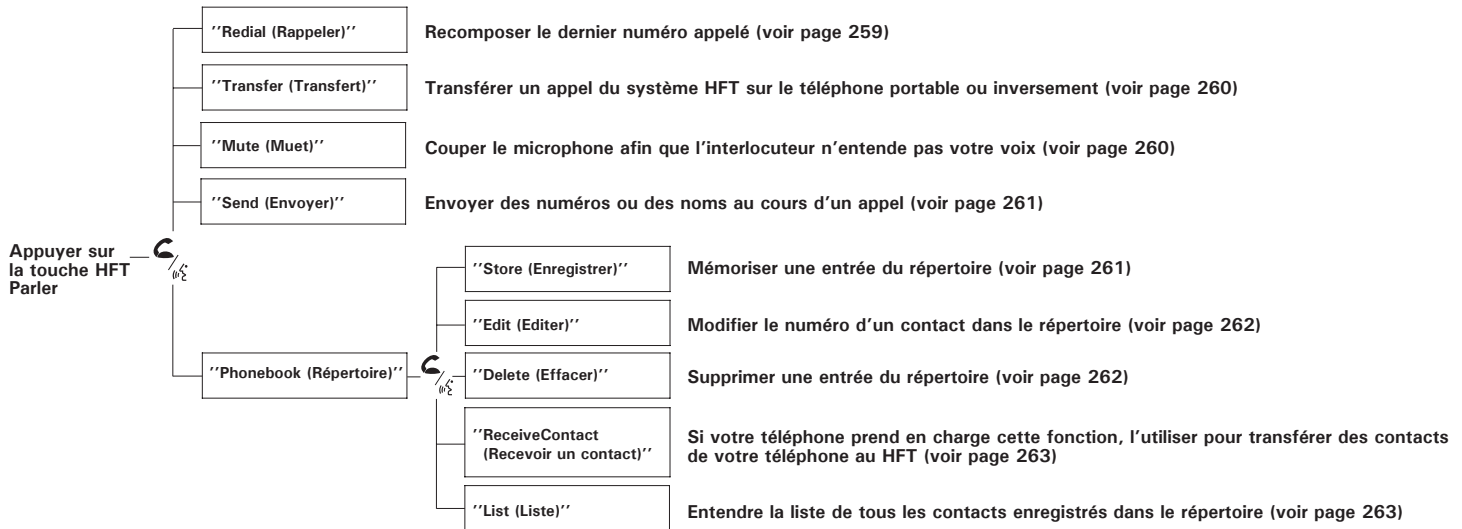 ''Redial (Rappeler)'' Recomposer le dernier numéro appelé (voir page 259)
''Transfer (Transfert)'' Transférer un appel du système HFT sur le téléphone portable ou inversement (voir page 260)
''Mute (Muet)'' Couper le microphone afin que l'interlocuteur n'entende pas votre voix (voir page 260)
''Send (Envoyer)'' Envoyer des numéros ou des noms au cours d'un appel (voir page 261)
Appuyer sur
la touche HFT
Parler
''Phonebook (Répertoire)''
''Store (Enregistrer)'' Mémoriser une entrée du répertoire (voir page 261)
''Edit (Editer)'' Modifier le numéro d'un contact dans le répertoire (voir page 262)
''Delete (Effacer)'' Supprimer une entrée du répertoire (voir page 262)
''ReceiveContact
(Recevoir un contact)''
Si votre téléphone prend en charge cette fonction, l'utiliser pour transférer des contacts
de votre téléphone au HFT (voir page 263)
''List (Liste)'' Entendre la liste de tous les contacts enregistrés dans le répertoire (voir page 263)